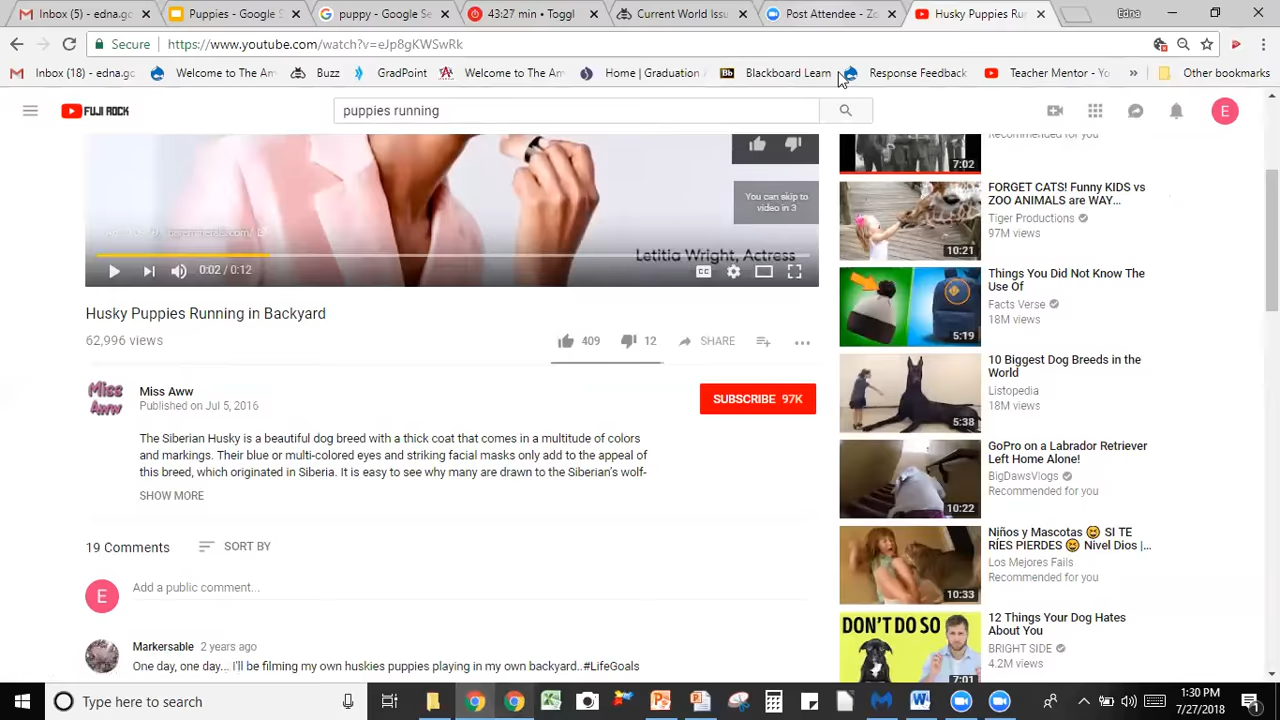 Inbox (14) - edna.g
Google S
puppy - Google Se
43:27 min • Toggl
Current World Issu
Post Attendee - Zo
Husky Puppies Run
Edna
Secure
https://www.youtube.com/watch?v=eJp8gKWSwRk
Inbox (18) - edna.gc
Welcome to The Am
Buzz
GradPoint
Welcome to The Am
Home | Graduation
Bb
Blackboard Learn
Response Feedback
Teacher Mentor - Yo
»
Other bookmarks
FUJI ROCK
puppies running
E
7:02
Recommended for you
You can skip to
video in 3
Letitia Wright, Actress
0:02 / 0:12
CC
FORGET CATS! Funny KIDS vs
ZOO ANIMALS are WAY...
Tiger Productions
97M views
10:21
Things You Did Not Know The
Use Of
Facts Verse
18M views
5:19
Husky Puppies Running in Backyard
62,996 views
409
12
SHARE
10 Biggest Dog Breeds in the
World
Listopedia
18M views
5:38
Miss
Aww
Miss Aww
Published on Jul 5, 2016
SUBSCRIBE 97K
The Siberian Husky is a beautiful dog breed with a thick coat that comes in a multitude of colors
and markings. Their blue or multi-colored eyes and striking facial masks only add to the appeal of
this breed, which originated in Siberia. It is easy to see why many are drawn to the Siberian's wolf-
SHOW MORE
GoPro on a Labrador Retriever
Left Home Alone!
BigDawsVlogs
Recommended for you
10:22
19 Comments
SORT BY
E
Add a public comment...
Niños y Mascotas 😄 SI TE
RÍES PIERDES 😄 Nivel Dios |...
Los Mejores Fails
Recommended for you
10:33
Markersable 2 years ago
One day, one day... I'll be filming my own huskies puppies playing in my own backyard..#LifeGoals
DON'T DO SO
12 Things Your Dog Hates
About You
BRIGHT SIDE
4.2M views
7:01
Type here to search
1:30 PM
7/27/2018
1